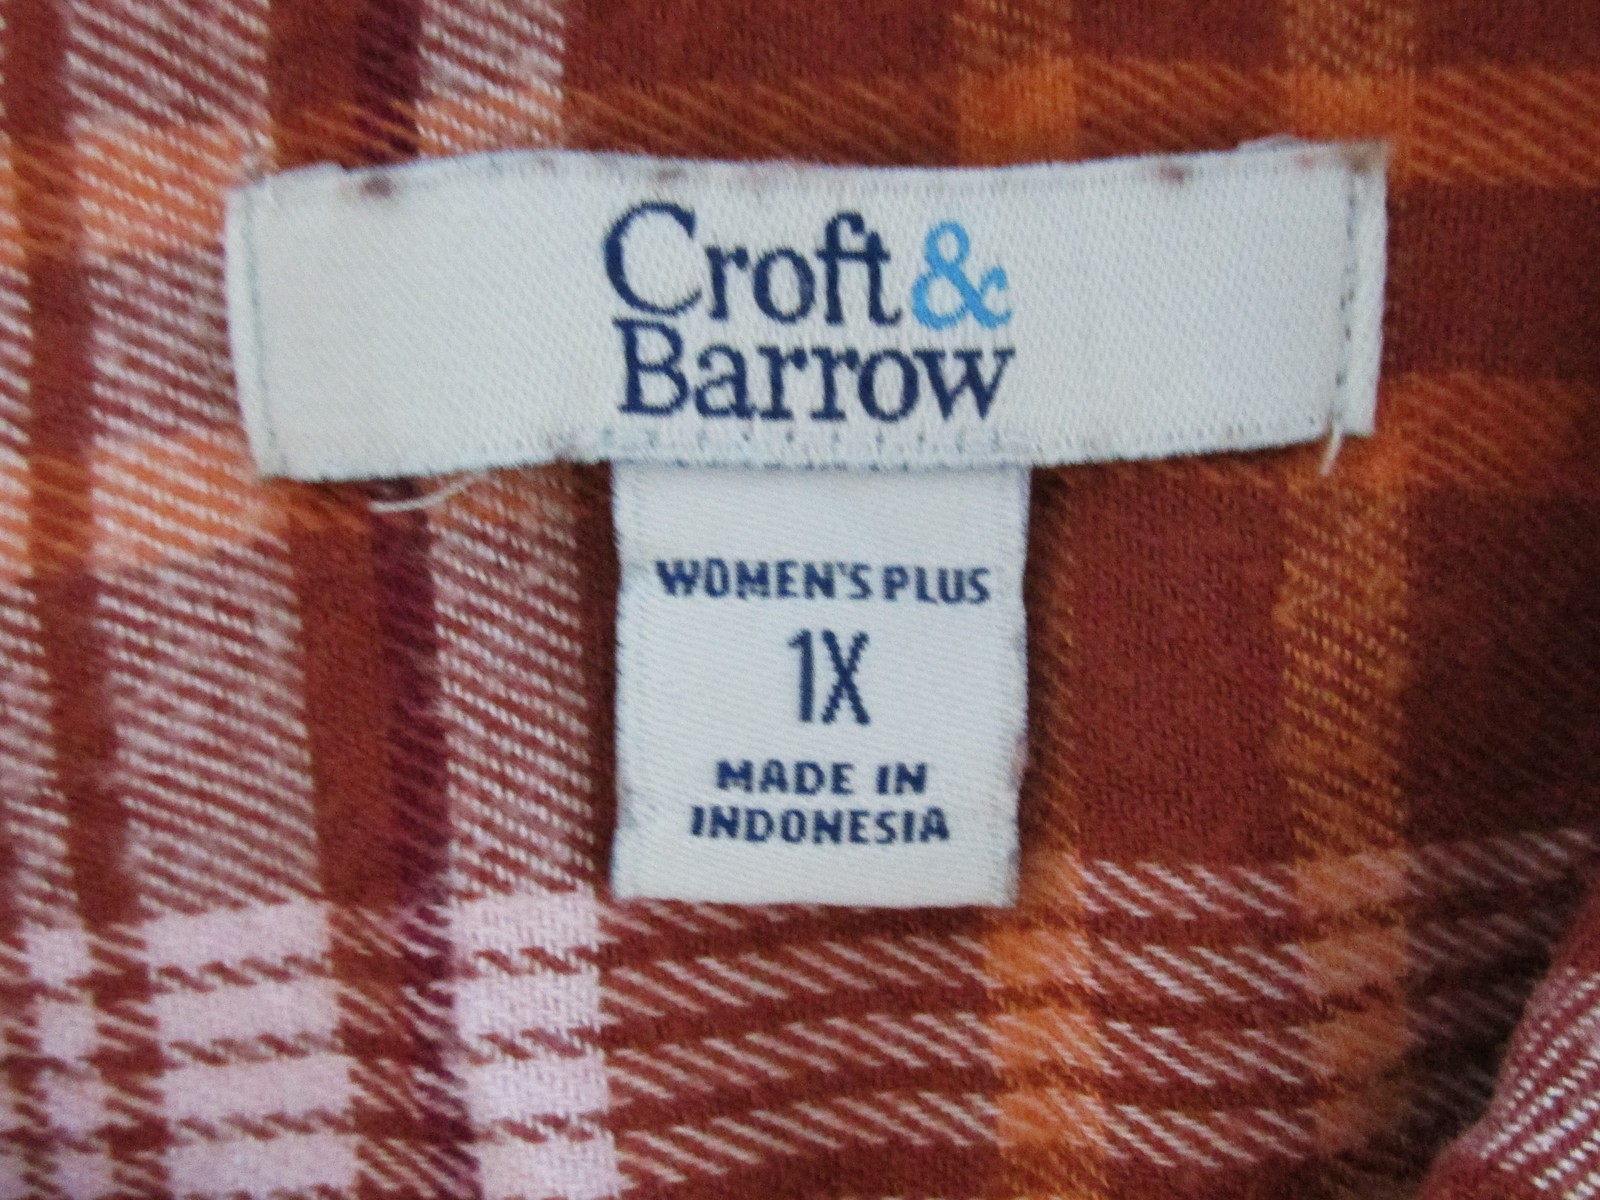 Croft &
Barrow
WOMEN'S PLUS
1X
MADE IN
INDONESIA